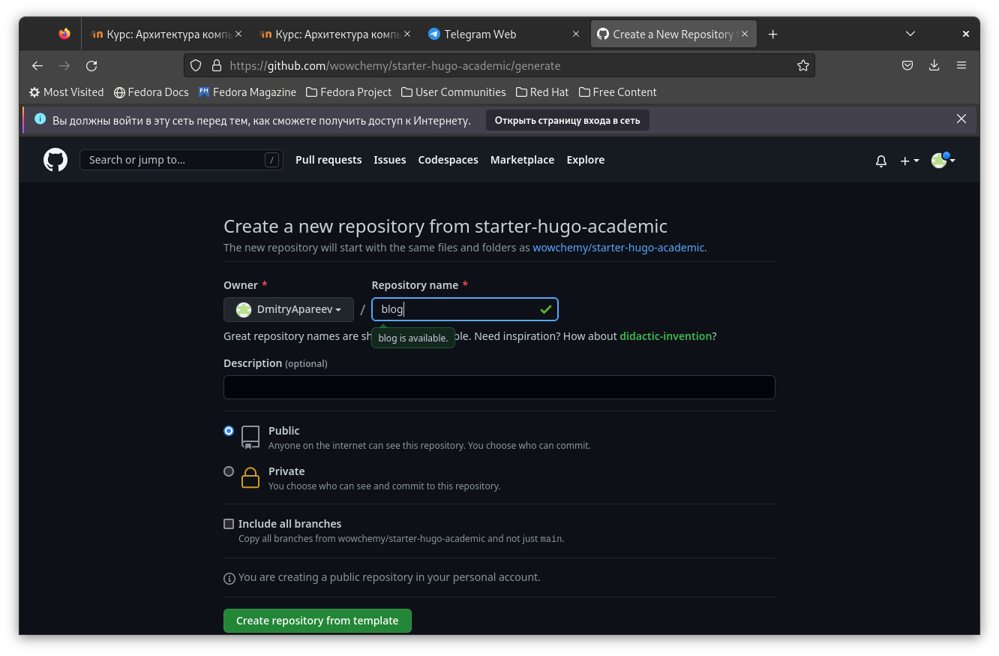 Курс: Архитектура компь
Курс: Архитектура компь
Telegram Web
Create a New Repository f
https://github.com/wowchemy/starter-hugo-academic/generate
Most Visited Fedora Docs Fedora Magazine Fedora Project User Communities Red Hat Free Content
Вы должны войти в эту сеть перед тем, как сможете получить доступ к Интернету. Открыть страницу входа в сеть
Search or jump to... / Pull requests Issues Codespaces Marketplace Explore
Create a new repository from starter-hugo-academic
The new repository will start with the same files and folders as wowchemy/starter-hugo-academic.
Owner * Repository name *
DmitryApareev / blog
Great repository names are sh ble. Need inspiration? How about didactic-invention?
blog is available.
Description (optional)
Public
Anyone on the internet can see this repository. You choose who can commit.
Private
You choose who can see and commit to this repository.
Include all branches
Copy all branches from wowchemy/starter-hugo-academic and not just main.
You are creating a public repository in your personal account.
Create repository from template